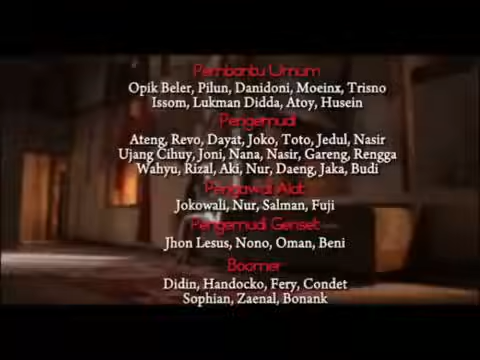 Pembantu Umum
Opik Beler, Pilun, Danidoni, Moeinx, Trisno
Issom, Lukman Didda, Atoy, Husein
Pengemudi
Ateng, Revo, Dayat, Joko, Toto, Jedul, Nasir
Ujang Cihuy, Joni, Nana, Nasir, Gareng, Rengga
Wahyu, Rizal, Aki, Nur, Daeng, Jaka, Budi
Pengawal Alat
Jokowali, Nur, Salman, Fuji
Pengemudi Genset
Jhon Lesus, Nono, Oman, Beni
Boomer
Didin, Handocko, Fery, Condet
Sophian, Zaenal, Bonank